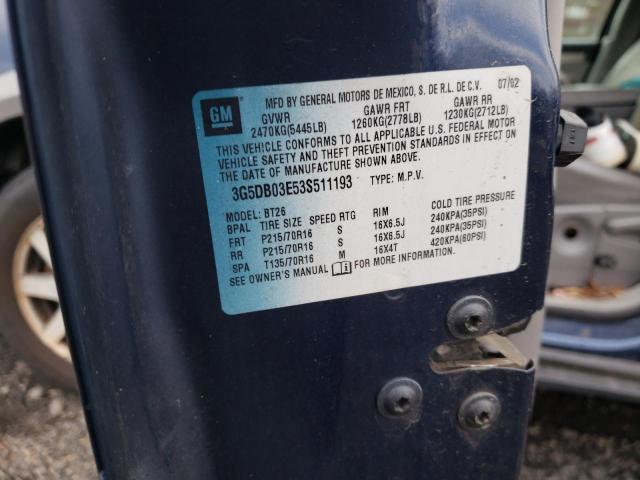 GM
MFD BY GENERAL MOTORS DE MEXICO, S. DE R.L. DE C.V. 07/02
GVWR GAWR FRT GAWR RR
2470KG(5445LB) 1260KG(2778LB) 1230KG(2712LB)
THIS VEHICLE CONFORMS TO ALL APPLICABLE U.S. FEDERAL MOTOR
VEHICLE SAFETY AND THEFT PREVENTION STANDARDS IN EFFECT ON
THE DATE OF MANUFACTURE SHOWN ABOVE.
3G5DB03E53S511193 TYPE: M.P.V.
MODEL: BT26
BPAL TIRE SIZE SPEED RTG RIM COLD TIRE PRESSURE
FRT P215/70R16 S 16X6.5J 240KPA(35PSI)
RR P215/70R16 S 16X6.5J 240KPA(35PSI)
SPA T135/70R16 M 16X4T 420KPA(60PSI)
SEE OWNER'S MANUAL FOR MORE INFORMATION.